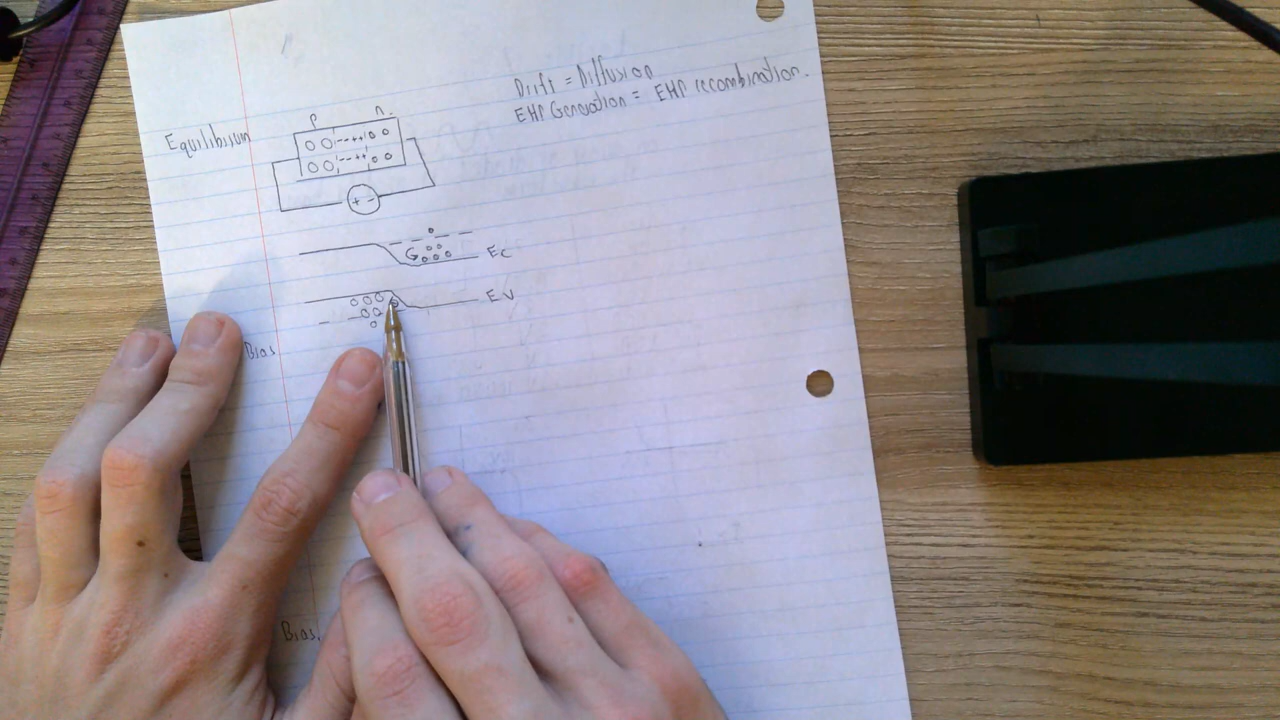 Drift = Diffusion
EHP Generation = EHP recombination.
Equilibrium
p n
+ -
G
Ec
Ev
Bias
Bias.